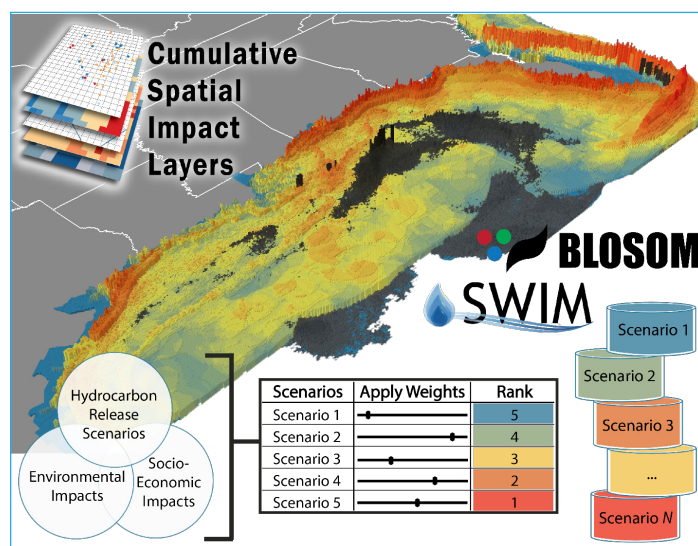 Cumulative
Spatial
Impact
Layers
BLOSOM
SWIM
Scenario 1
Scenario 2
Scenario 3
...
Scenario N
Hydrocarbon
Release
Scenarios
Environmental
Impacts
Socio-
Economic
Impacts
Scenarios Apply Weights Rank
Scenario 1 5
Scenario 2 4
Scenario 3 3
Scenario 4 2
Scenario 5 1